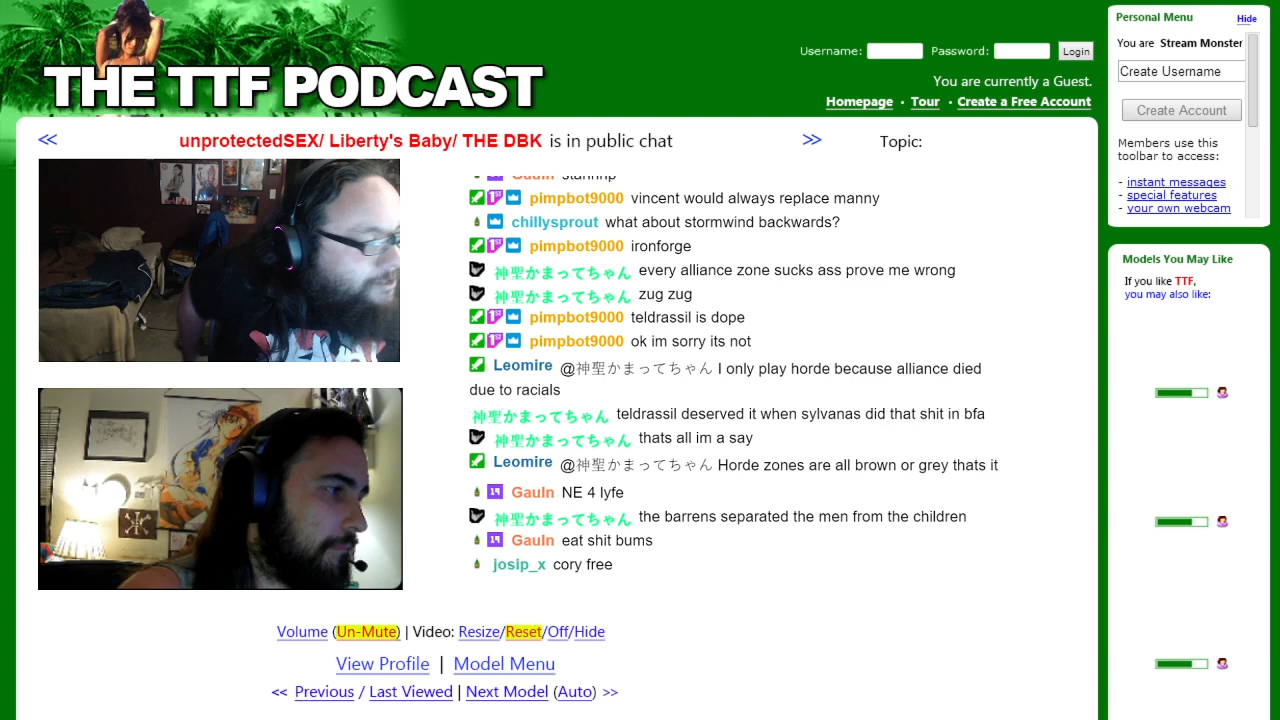 THE TTF PODCAST
Username: Password: Login
You are currently a Guest.
Homepage • Tour • Create a Free Account
<< unprotectedSEX/ Liberty's Baby/ THE DBK is in public chat >> Topic:
Gauln
pimpbot9000 vincent would always replace manny
chillysprout what about stormwind backwards?
pimpbot9000 ironforge
神聖かまってちゃん every alliance zone sucks ass prove me wrong
神聖かまってちゃん zug zug
pimpbot9000 teldrassil is dope
pimpbot9000 ok im sorry its not
Leomire @神聖かまってちゃん I only play horde because alliance died
due to racials
神聖かまってちゃん teldrassil deserved it when sylvanas did that shit in bfa
神聖かまってちゃん thats all im a say
Leomire @神聖かまってちゃん Horde zones are all brown or grey thats it
19 Gauln NE 4 lyfe
神聖かまってちゃん the barrens separated the men from the children
19 Gauln eat shit bums
josip_x cory free
Volume (Un-Mute) | Video: Resize/Reset/Off/Hide
View Profile | Model Menu
<< Previous / Last Viewed | Next Model (Auto) >>
Personal Menu Hide
You are Stream Monster
Create Username
Create Account
Members use this
toolbar to access:
- instant messages
- special features
- your own webcam
Models You May Like
If you like TTF,
you may also like: